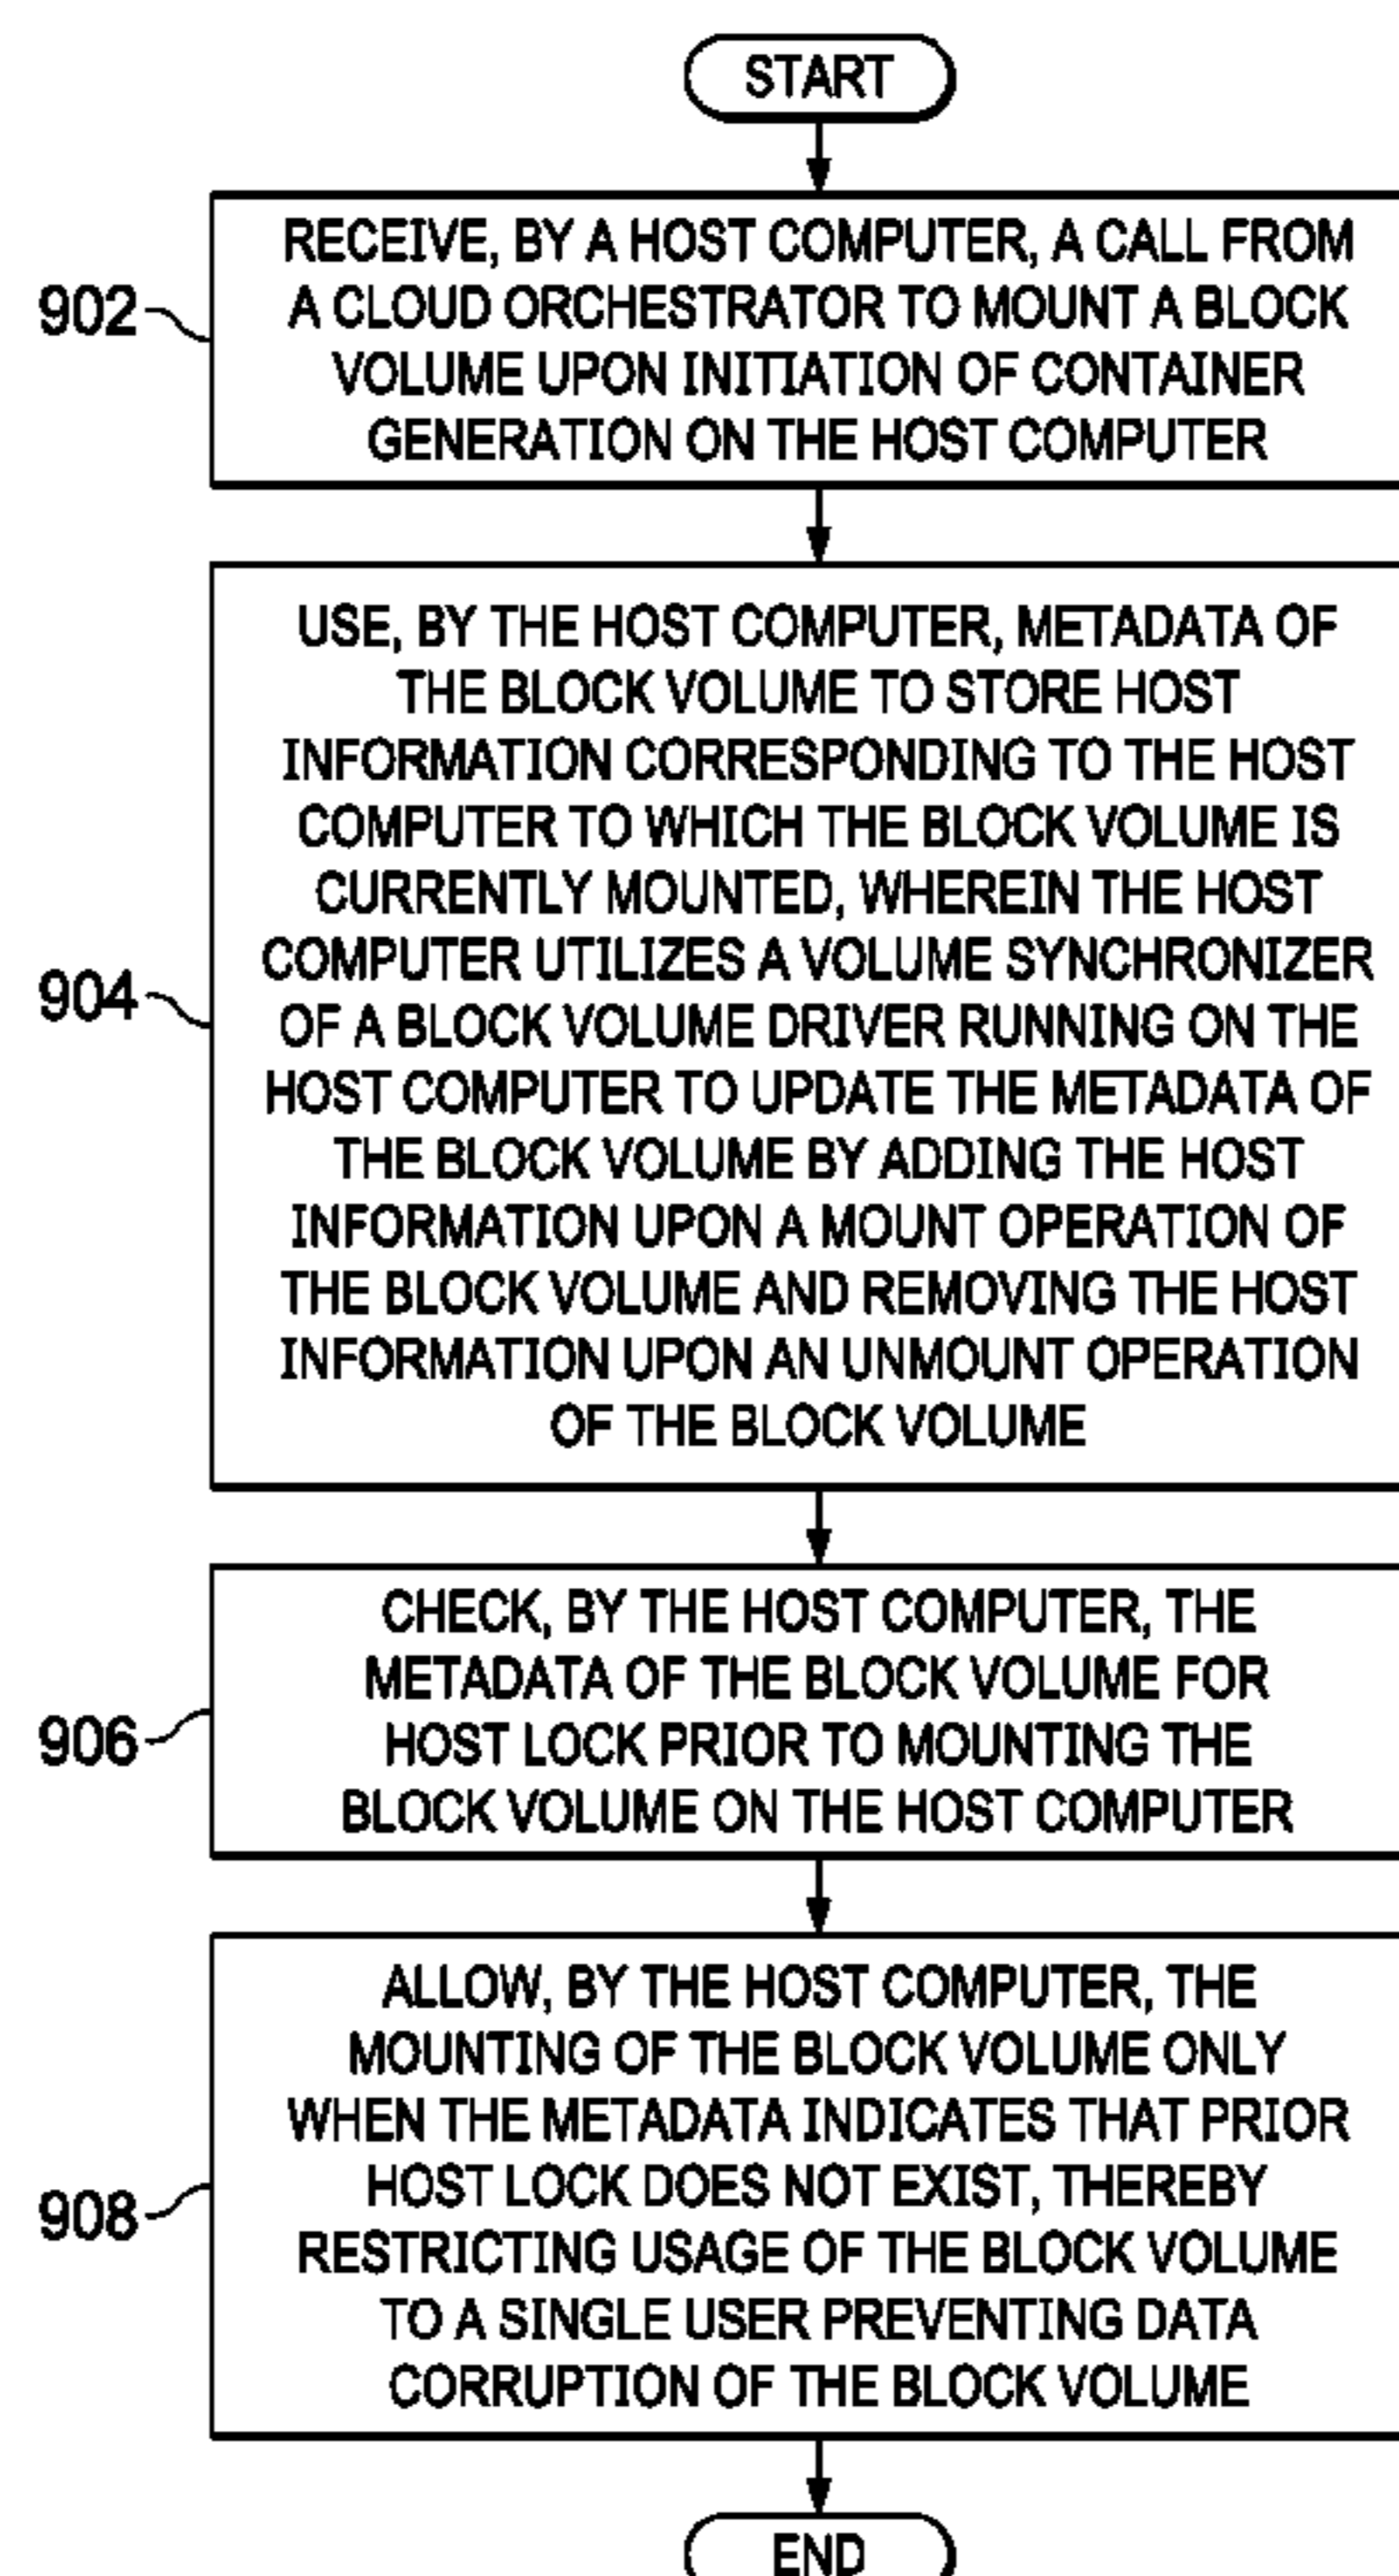 START
902
RECEIVE, BY A HOST COMPUTER, A CALL FROM
A CLOUD ORCHESTRATOR TO MOUNT A BLOCK
VOLUME UPON INITIATION OF CONTAINER
GENERATION ON THE HOST COMPUTER
904
USE, BY THE HOST COMPUTER, METADATA OF
THE BLOCK VOLUME TO STORE HOST
INFORMATION CORRESPONDING TO THE HOST
COMPUTER TO WHICH THE BLOCK VOLUME IS
CURRENTLY MOUNTED, WHEREIN THE HOST
COMPUTER UTILIZES A VOLUME SYNCHRONIZER
OF A BLOCK VOLUME DRIVER RUNNING ON THE
HOST COMPUTER TO UPDATE THE METADATA OF
THE BLOCK VOLUME BY ADDING THE HOST
INFORMATION UPON A MOUNT OPERATION OF
THE BLOCK VOLUME AND REMOVING THE HOST
INFORMATION UPON AN UNMOUNT OPERATION
OF THE BLOCK VOLUME
906
CHECK, BY THE HOST COMPUTER, THE
METADATA OF THE BLOCK VOLUME FOR
HOST LOCK PRIOR TO MOUNTING THE
BLOCK VOLUME ON THE HOST COMPUTER
908
ALLOW, BY THE HOST COMPUTER, THE
MOUNTING OF THE BLOCK VOLUME ONLY
WHEN THE METADATA INDICATES THAT PRIOR
HOST LOCK DOES NOT EXIST, THEREBY
RESTRICTING USAGE OF THE BLOCK VOLUME
TO A SINGLE USER PREVENTING DATA
CORRUPTION OF THE BLOCK VOLUME
END